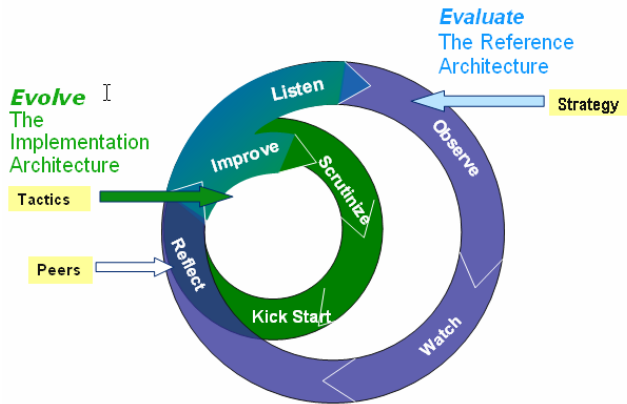 Evaluate
The Reference
Architecture
Strategy
Evolve
The
Implementation
Architecture
Tactics
Peers
Listen
Observe
Watch
Reflect
Improve
Scrutinize
Kick Start